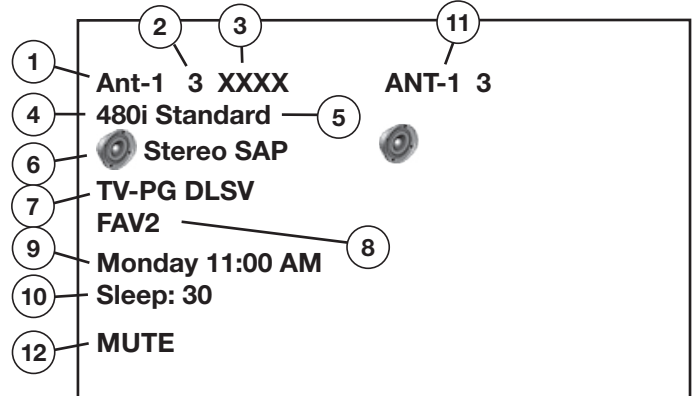 2 3 11
1 Ant-1 3 XXXX ANT-1 3
4 480i Standard 5
6 Stereo SAP
7 TV-PG DLSV
FAV2 8
9 Monday 11:00 AM
10 Sleep: 30
12 MUTE